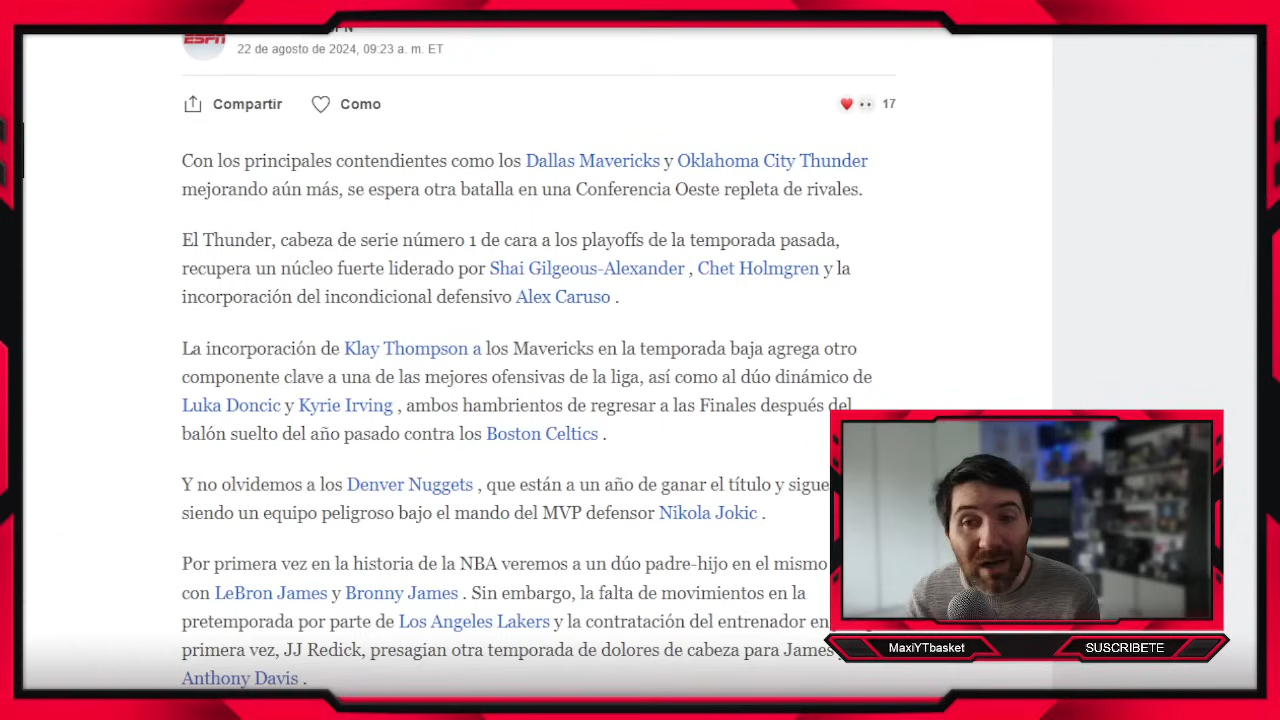 ESPN
22 de agosto de 2024, 09:23 a. m. ET
Compartir Como 17
Con los principales contendientes como los Dallas Mavericks y Oklahoma City Thunder
mejorando aún más, se espera otra batalla en una Conferencia Oeste repleta de rivales.
El Thunder, cabeza de serie número 1 de cara a los playoffs de la temporada pasada,
recupera un núcleo fuerte liderado por Shai Gilgeous-Alexander , Chet Holmgren y la
incorporación del incondicional defensivo Alex Caruso .
La incorporación de Klay Thompson a los Mavericks en la temporada baja agrega otro
componente clave a una de las mejores ofensivas de la liga, así como al dúo dinámico de
Luka Doncic y Kyrie Irving , ambos hambrientos de regresar a las Finales después del
balón suelto del año pasado contra los Boston Celtics .
Y no olvidemos a los Denver Nuggets , que están a un año de ganar el título y sigue
siendo un equipo peligroso bajo el mando del MVP defensor Nikola Jokic .
Por primera vez en la historia de la NBA veremos a un dúo padre-hijo en el mismo
con LeBron James y Bronny James . Sin embargo, la falta de movimientos en la
pretemporada por parte de Los Angeles Lakers y la contratación del entrenador en
primera vez, JJ Redick, presagian otra temporada de dolores de cabeza para James
Anthony Davis .
MaxiYTbasket
SUSCRIBETE